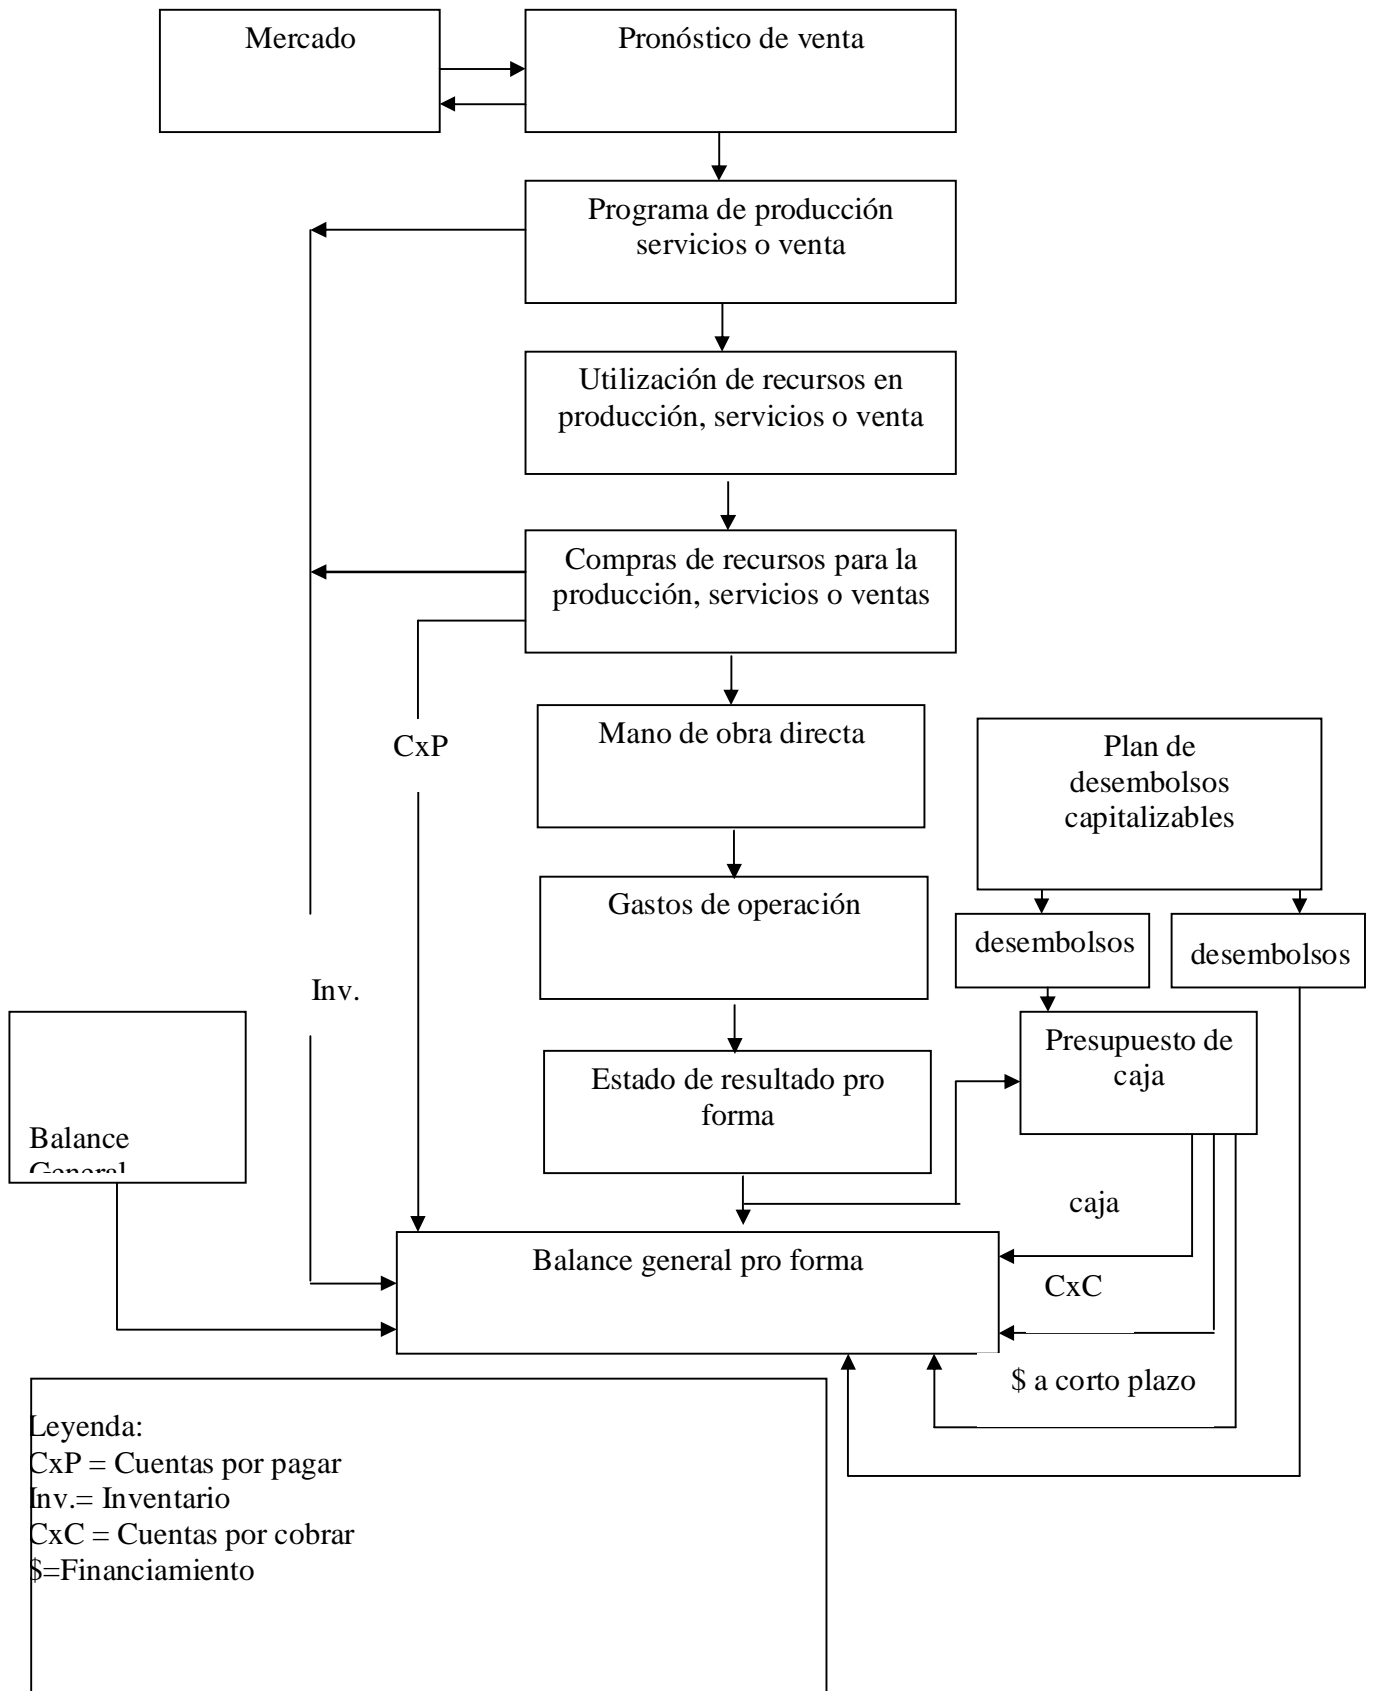 Mercado
Pronóstico de venta
Programa de producción
servicios o venta
Utilización de recursos en
producción, servicios o venta
Compras de recursos para la
producción, servicios o ventas
CxP
Mano de obra directa
Plan de
desembolsos
capitalizables
Gastos de operación
desembolsos
desembolsos
Inv.
Presupuesto de
caja
Estado de resultado pro
forma
Balance
General
caja
Balance general pro forma
CxC
$ a corto plazo
Leyenda:
CxP = Cuentas por pagar
Inv.= Inventario
CxC = Cuentas por cobrar
$=Financiamiento